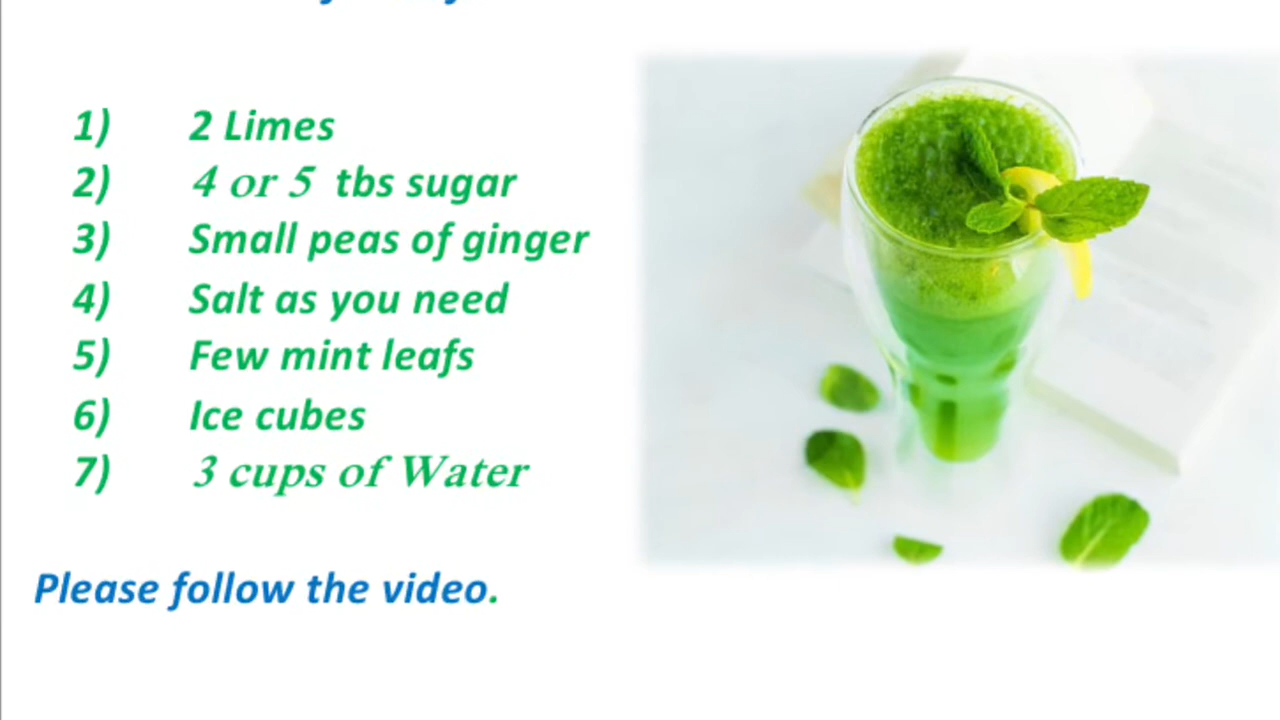 1) 2 Limes
2) 4 or 5 tbs sugar
3) Small peas of ginger
4) Salt as you need
5) Few mint leafs
6) Ice cubes
7) 3 cups of Water
Please follow the video.